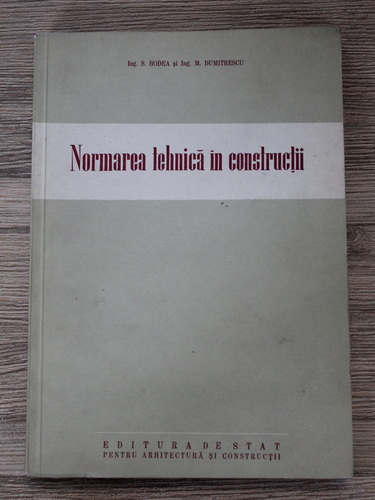 Ing. S. BODEA și Ing. M. DUMITRESCU
Normarea tehnică în construcții
EDITURA DE STAT
PENTRU ARHITECTURĂ ȘI CONSTRUCȚII